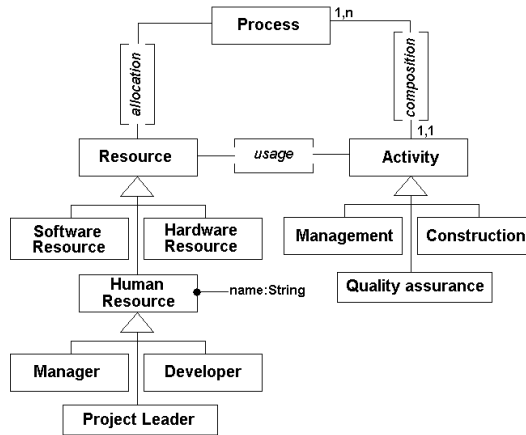 Process
1,n
allocation
composition
1,1
Resource
usage
Activity
Software
Resource
Hardware
Resource
Management
Construction
Human
Resource
name:String
Quality assurance
Manager
Developer
Project Leader